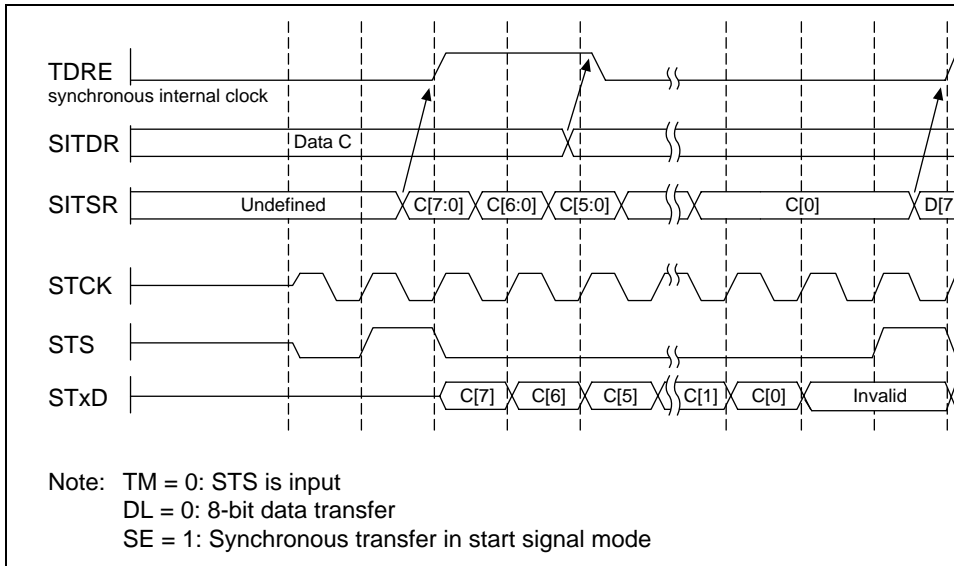 TDRE
synchronous internal clock
SITDR Data C
SITSR Undefined C[7:0] C[6:0] C[5:0] C[0] D[7
STCK
STS
STxD C[7] C[6] C[5] C[1] C[0] Invalid
Note: TM = 0: STS is input
DL = 0: 8-bit data transfer
SE = 1: Synchronous transfer in start signal mode